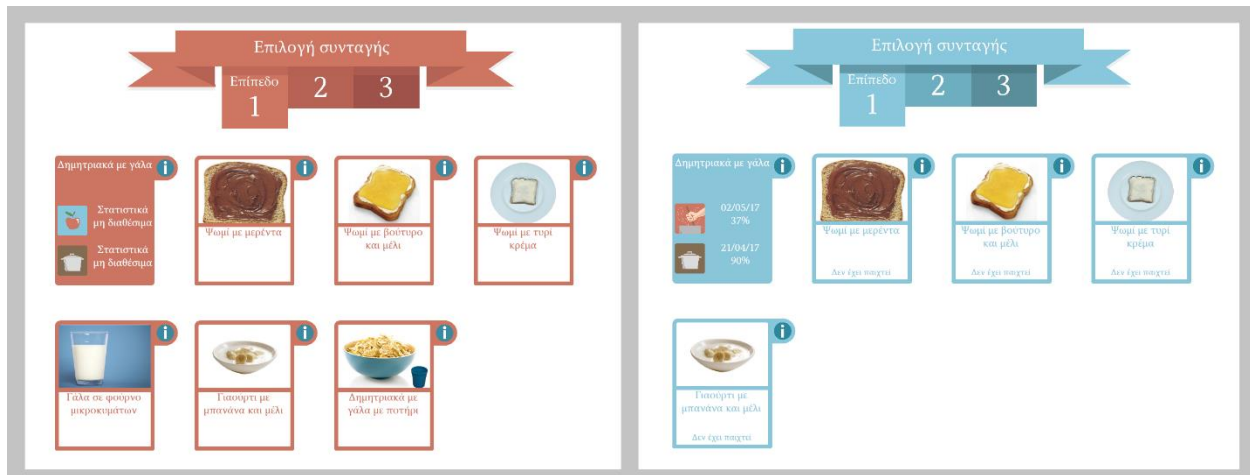 Επιλογή συνταγής
Επίπεδο
1
2
3
Δημητριακά με γάλα
i
Στατιστικά
μη διαθέσιμα
Στατιστικά
μη διαθέσιμα
i
Ψωμί με μερέντα
i
Ψωμί με βούτυρο
και μέλι
i
Ψωμί με τυρί
κρέμα
i
Γάλα σε φούρνο
μικροκυμάτων
i
Γιαούρτι με
μπανάνα και μέλι
i
Δημητριακά με
γάλα με ποτήρι
Επιλογή συνταγής
Επίπεδο
1
2
3
Δημητριακά με γάλα
i
02/05/17
37%
21/04/17
90%
i
Ψωμί με μερέντα
Δεν έχει παιχτεί
i
Ψωμί με βούτυρο
και μέλι
Δεν έχει παιχτεί
i
Ψωμί με τυρί
κρέμα
Δεν έχει παιχτεί
i
Γιαούρτι με
μπανάνα και μέλι
Δεν έχει παιχτεί